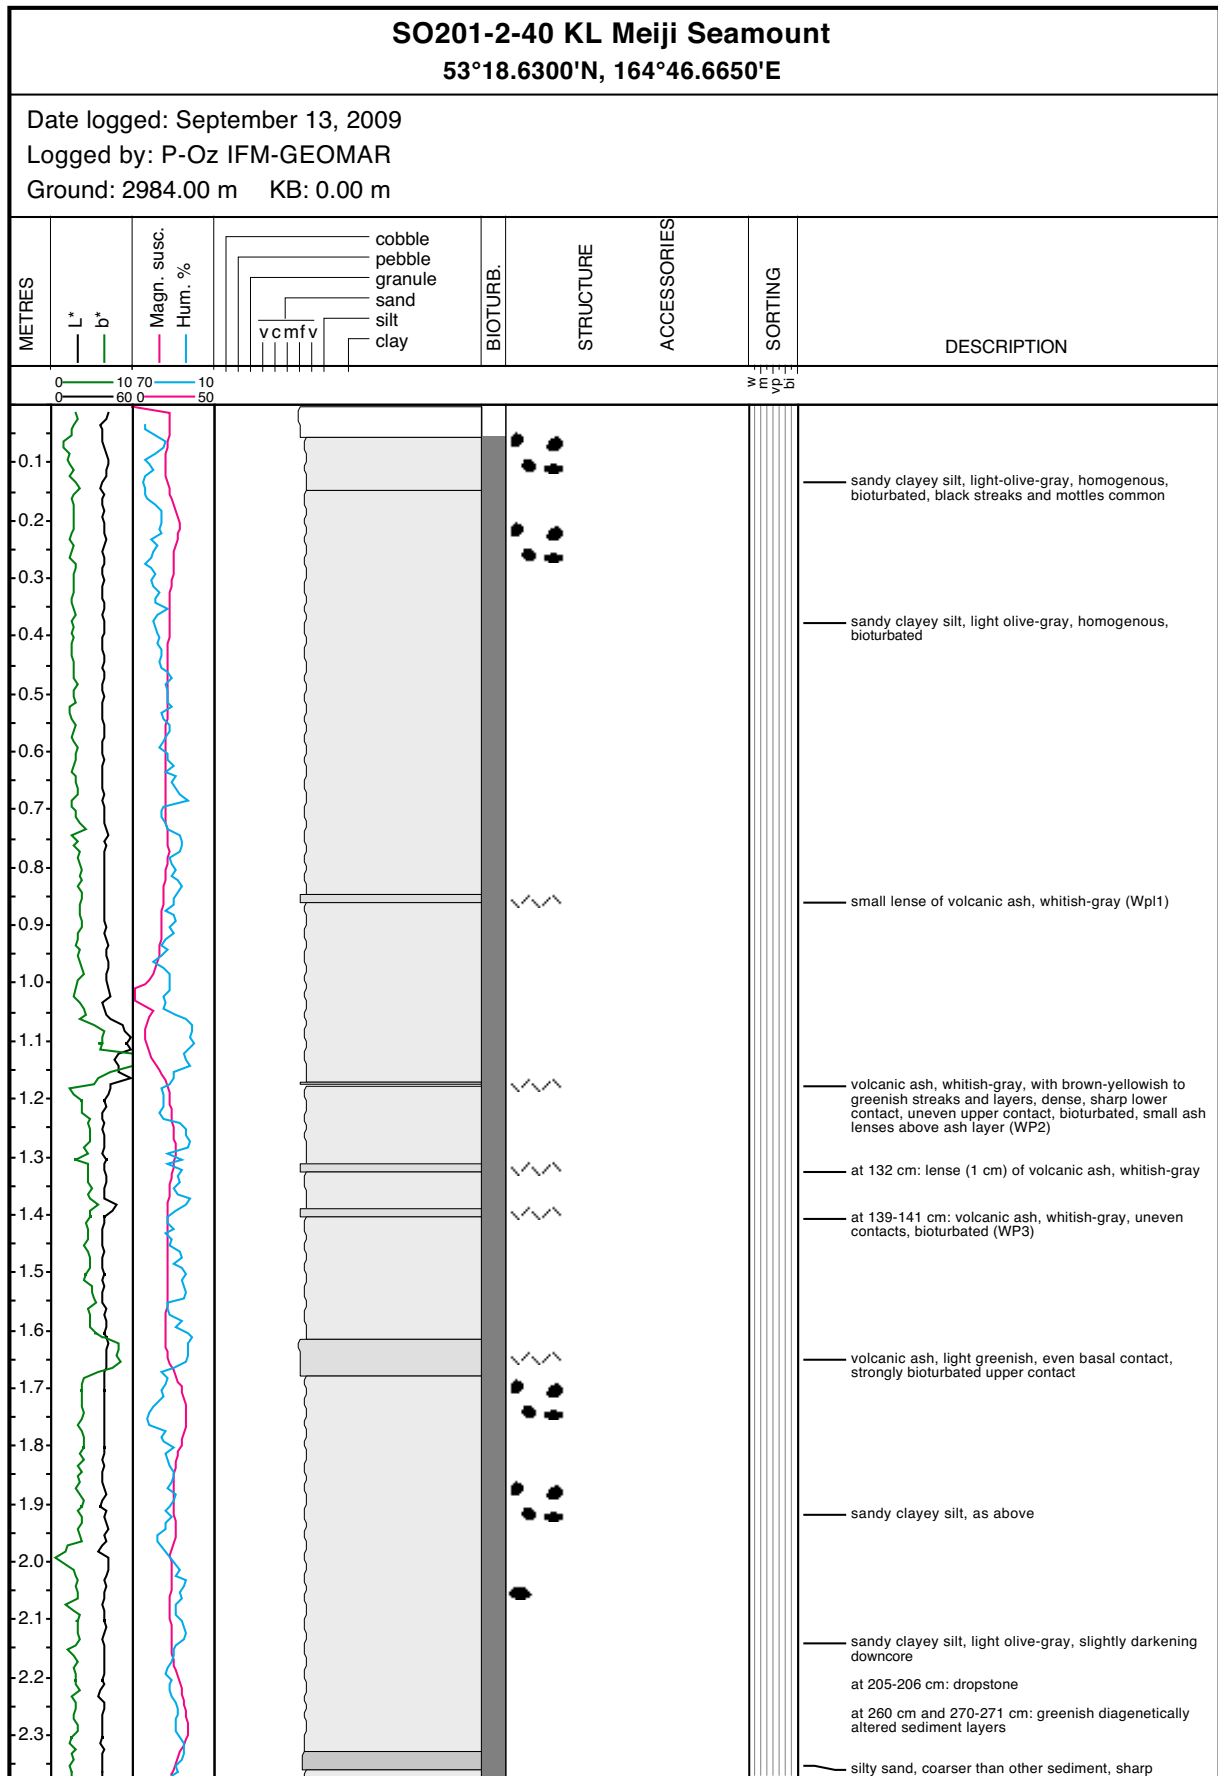 SO201-2-40 KL Meiji Seamount
53°18.6300'N, 164°46.6650'E
Date logged: September 13, 2009
Logged by: P-Oz IFM-GEOMAR
Ground: 2984.00 m KB: 0.00 m
METRES
L*
b*
Magn. susc.
Hum. %
cobble
pebble
granule
sand
v c m f v
silt
clay
BIOTURB.
STRUCTURE
ACCESSORIES
SORTING
DESCRIPTION
0 10 70 10
0 60 0 50
w
m
vp
bi
0.1
sandy clayey silt, light-olive-gray, homogenous,
bioturbated, black streaks and mottles common
0.2
0.3
0.4
sandy clayey silt, light olive-gray, homogenous,
bioturbated
0.5
0.6
0.7
0.8
0.9
small lense of volcanic ash, whitish-gray (Wpl1)
1.0
1.1
1.2
volcanic ash, whitish-gray, with brown-yellowish to
greenish streaks and layers, dense, sharp lower
contact, uneven upper contact, bioturbated, small ash
lenses above ash layer (WP2)
1.3
at 132 cm: lense (1 cm) of volcanic ash, whitish-gray
1.4
at 139-141 cm: volcanic ash, whitish-gray, uneven
contacts, bioturbated (WP3)
1.5
1.6
volcanic ash, light greenish, even basal contact,
strongly bioturbated upper contact
1.7
1.8
1.9
sandy clayey silt, as above
2.0
2.1
sandy clayey silt, light olive-gray, slightly darkening
downcore
2.2
at 205-206 cm: dropstone
at 260 cm and 270-271 cm: greenish diagenetically
altered sediment layers
2.3
silty sand, coarser than other sediment, sharp